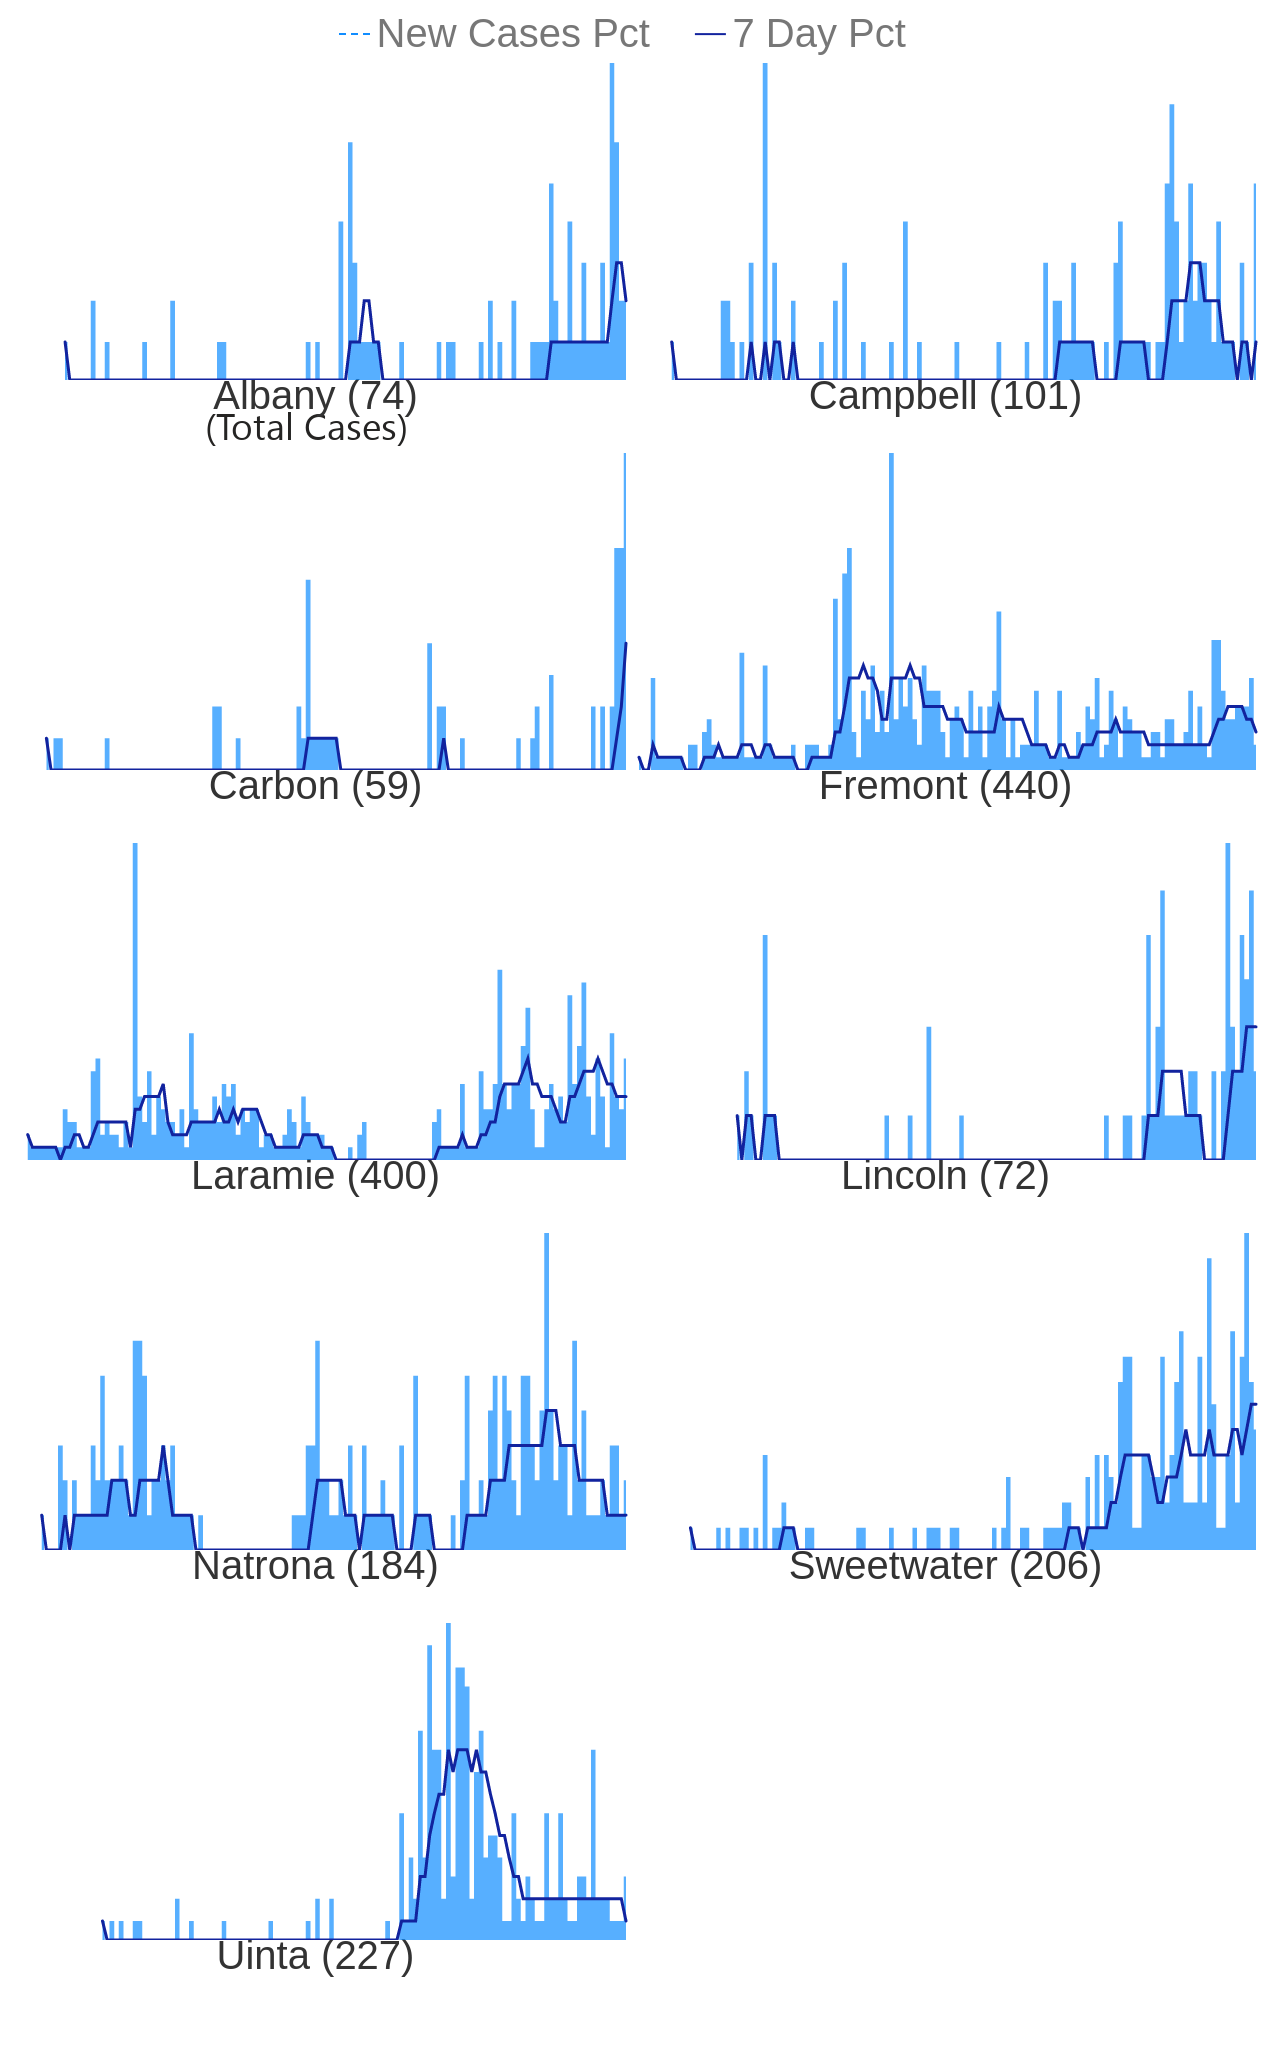 New Cases Pct 7 Day Pct
Albany (74) Campbell (101)
(Total Cases)
Carbon (59) Fremont (440)
Laramie (400) Lincoln (72)
Natrona (184) Sweetwater (206)
Uinta (227)